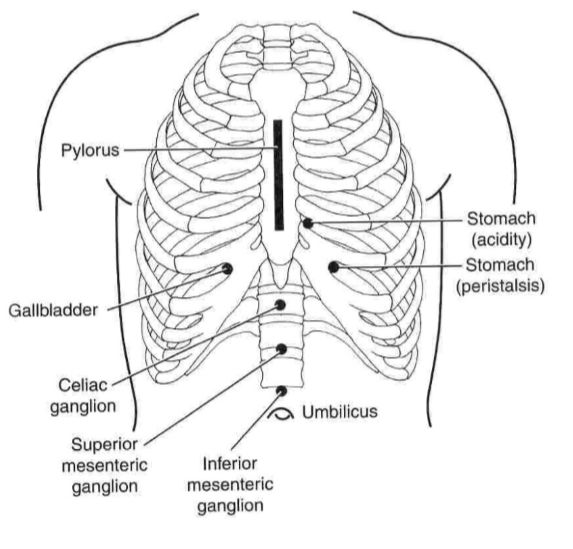 Pylorus
Stomach
(acidity)
Stomach
(peristalsis)
Gallbladder
Celiac
ganglion
Umbilicus
Superior
mesenteric
ganglion
Inferior
mesenteric
ganglion